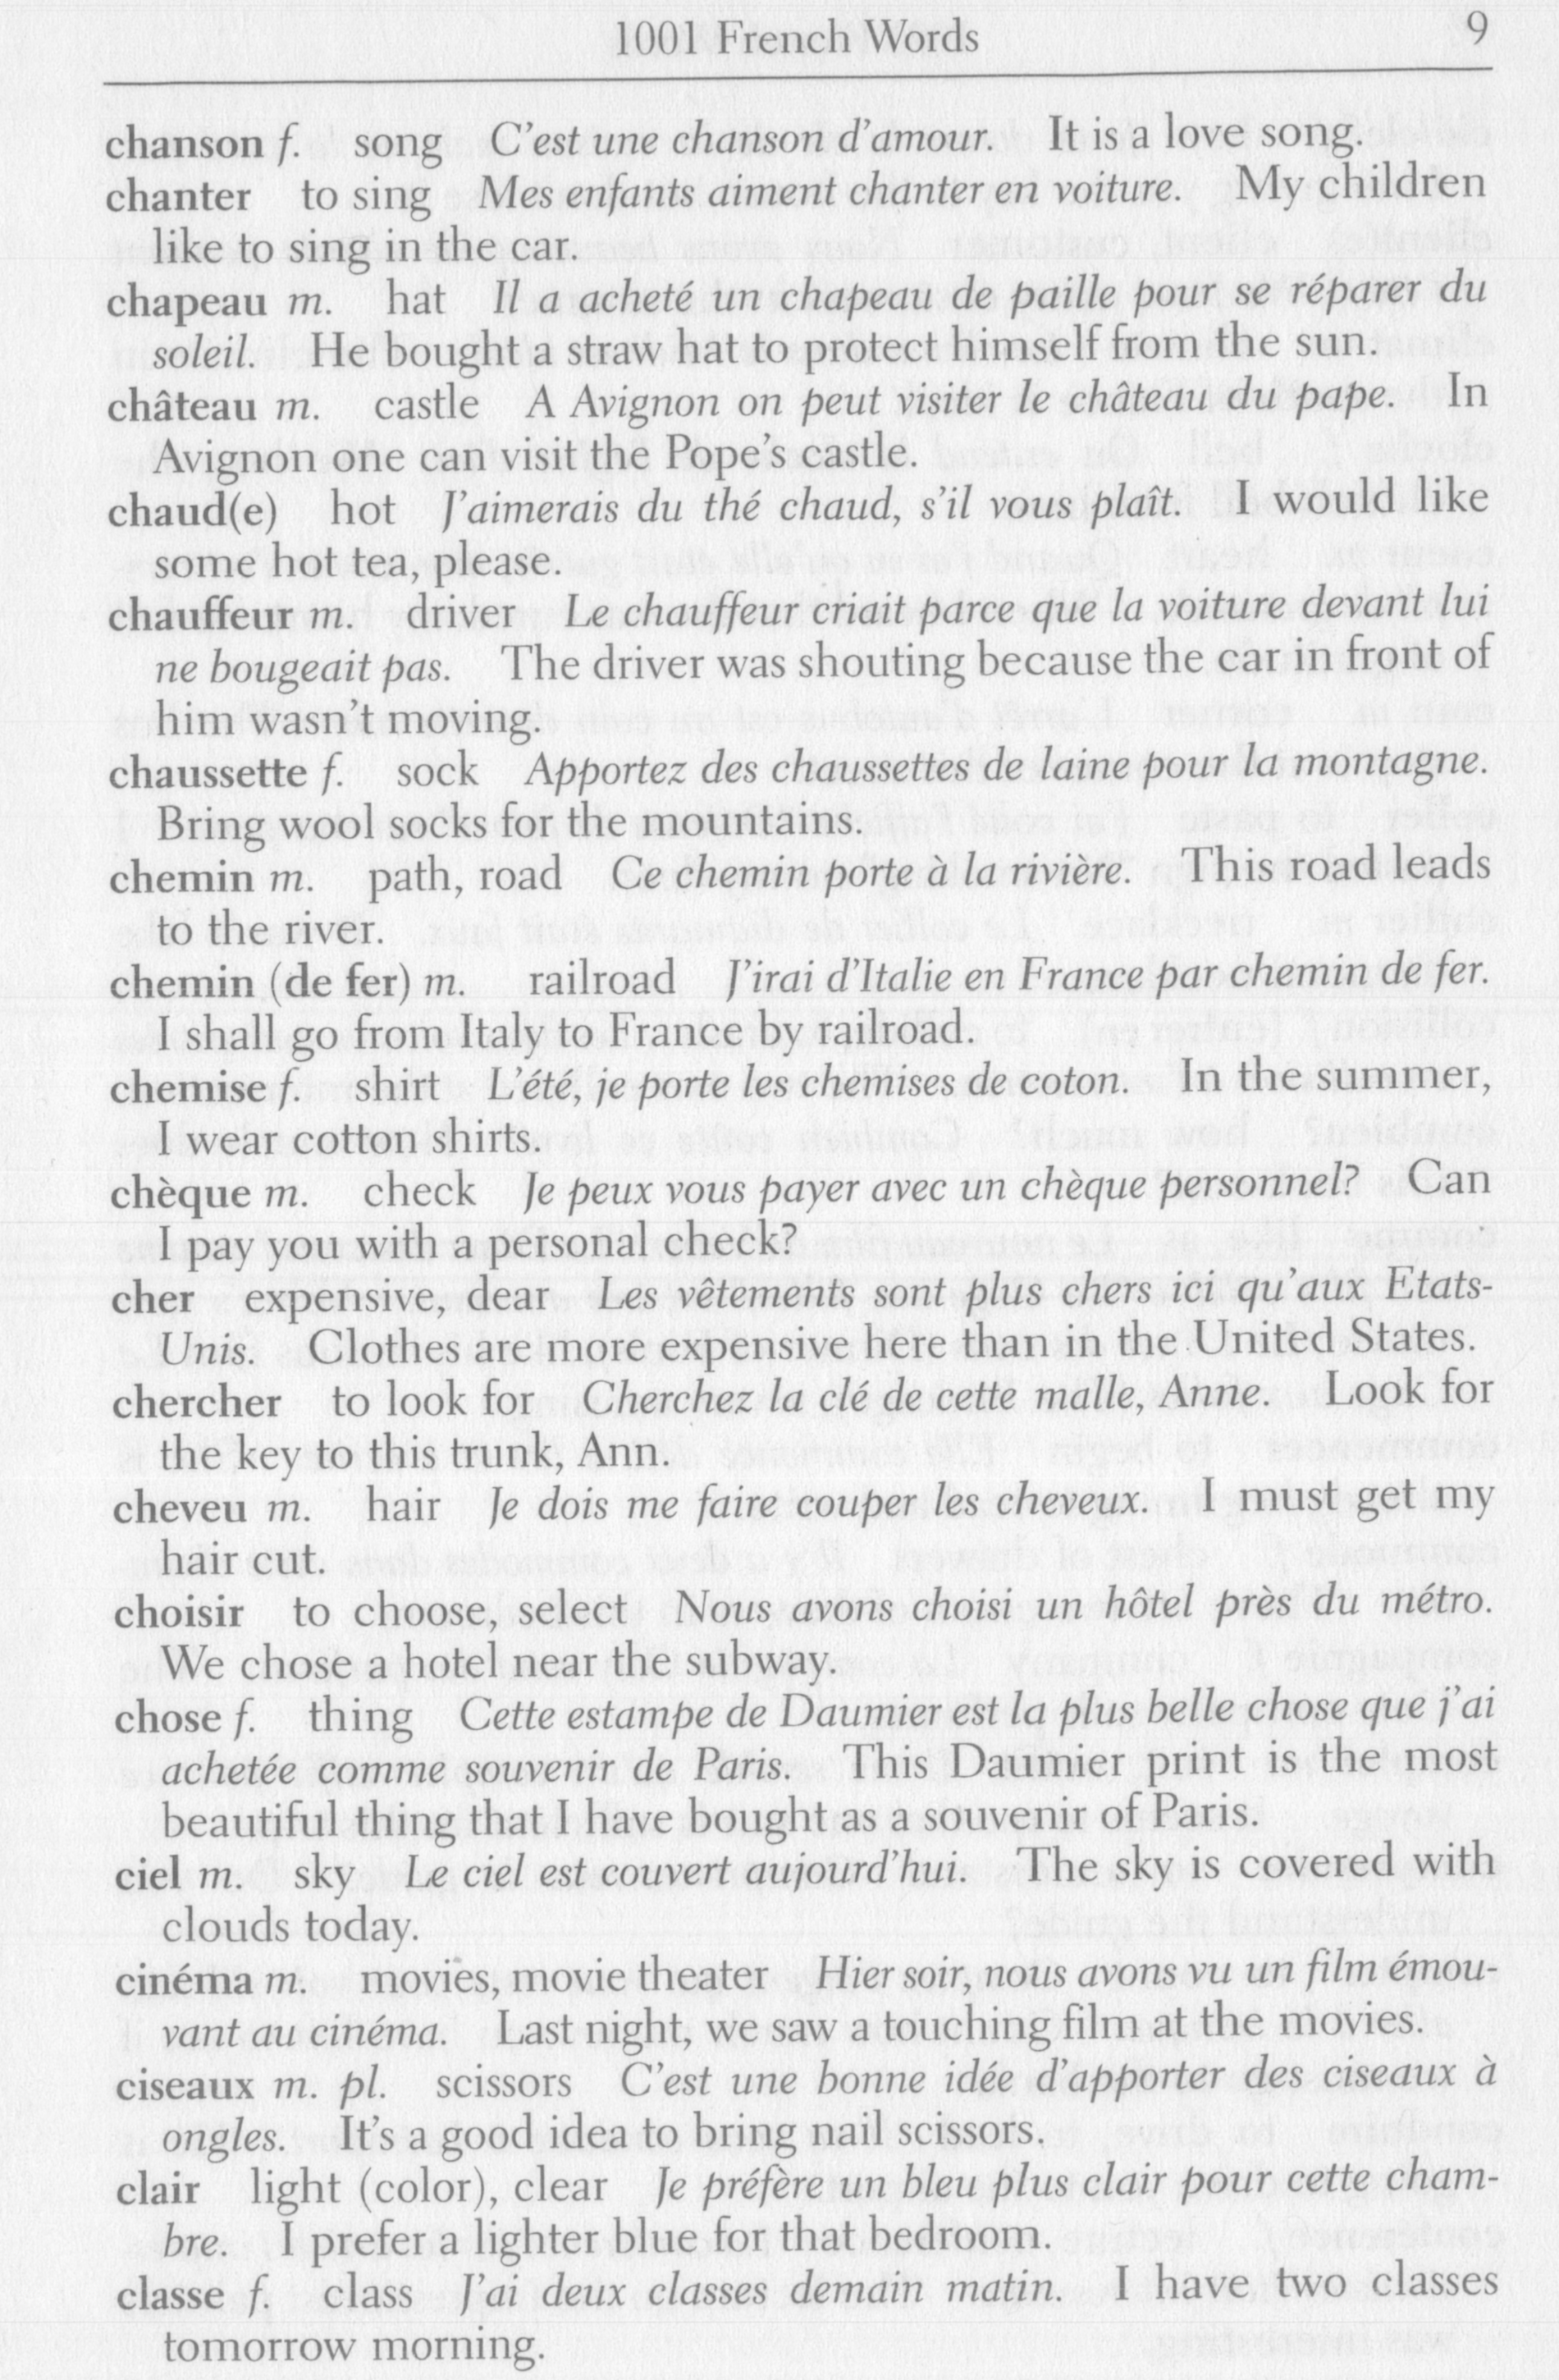 1001 French Words 9
chanson f. song C'est une chanson d'amour. It is a love song.
chanter to sing Mes enfants aiment chanter en voiture. My children
like to sing in the car.
chapeau m. hat Il a acheté un chapeau de paille pour se réparer du
soleil. He bought a straw hat to protect himself from the sun.
château m. castle A Avignon on peut visiter le château du pape. In
Avignon one can visit the Pope's castle.
chaud(e) hot J'aimerais du thé chaud, s'il vous plaît. I would like
some hot tea, please.
chauffeur m. driver Le chauffeur criait parce que la voiture devant lui
ne bougeait pas. The driver was shouting because the car in front of
him wasn't moving.
chaussette f. sock Apportez des chaussettes de laine pour la montagne.
Bring wool socks for the mountains.
chemin m. path, road Ce chemin porte à la rivière. This road leads
to the river.
chemin (de fer) m. railroad J'irai d'Italie en France par chemin de fer.
I shall go from Italy to France by railroad.
chemise f. shirt L'été, je porte les chemises de coton. In the summer,
I wear cotton shirts.
chèque m. check Je peux vous payer avec un chèque personnel? Can
I pay you with a personal check?
cher expensive, dear Les vêtements sont plus chers ici qu'aux Etats-
Unis. Clothes are more expensive here than in the United States.
chercher to look for Cherchez la clé de cette malle, Anne. Look for
the key to this trunk, Ann.
cheveu m. hair Je dois me faire couper les cheveux. I must get my
hair cut.
choisir to choose, select Nous avons choisi un hôtel près du métro.
We chose a hotel near the subway.
chose f. thing Cette estampe de Daumier est la plus belle chose que j'ai
achetée comme souvenir de Paris. This Daumier print is the most
beautiful thing that I have bought as a souvenir of Paris.
ciel m. sky Le ciel est couvert aujourd'hui. The sky is covered with
clouds today.
cinéma m. movies, movie theater Hier soir, nous avons vu un film émou-
vant au cinéma. Last night, we saw a touching film at the movies.
ciseaux m. pl. scissors C'est une bonne idée d'apporter des ciseaux à
ongles. It's a good idea to bring nail scissors.
clair light (color), clear Je préfère un bleu plus clair pour cette cham-
bre. I prefer a lighter blue for that bedroom.
classe f. class J'ai deux classes demain matin. I have two classes
tomorrow morning.